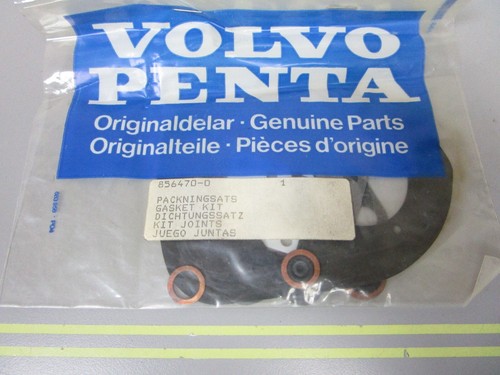 VOLVO
PENTA
Originaldelar · Genuine Parts
Originalteile · Pièces d'origine
856470-0 1
PACKNINGSATS
GASKET KIT
DICHTUNGSSATZ
KIT JOINTS
JUEGO JUNTAS